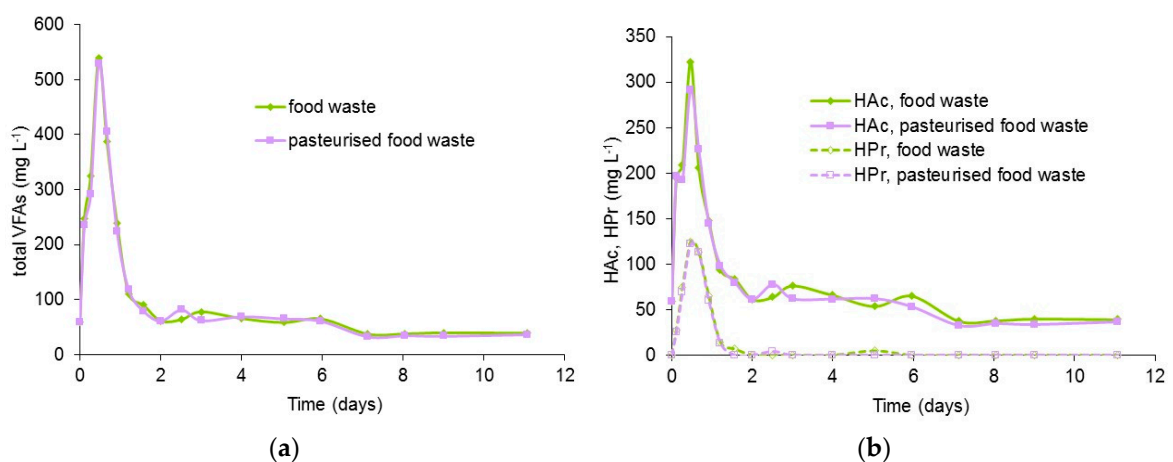 600
500
400
300
200
100
0
total VFAs (mg L⁻¹)
food waste
pasteurised food waste
0 2 4 6 8 10 12
Time (days)
(a)
350
300
250
200
150
100
50
0
HAc, HPr (mg L⁻¹)
HAc, food waste
HAc, pasteurised food waste
HPr, food waste
HPr, pasteurised food waste
0 2 4 6 8 10 12
Time (days)
(b)